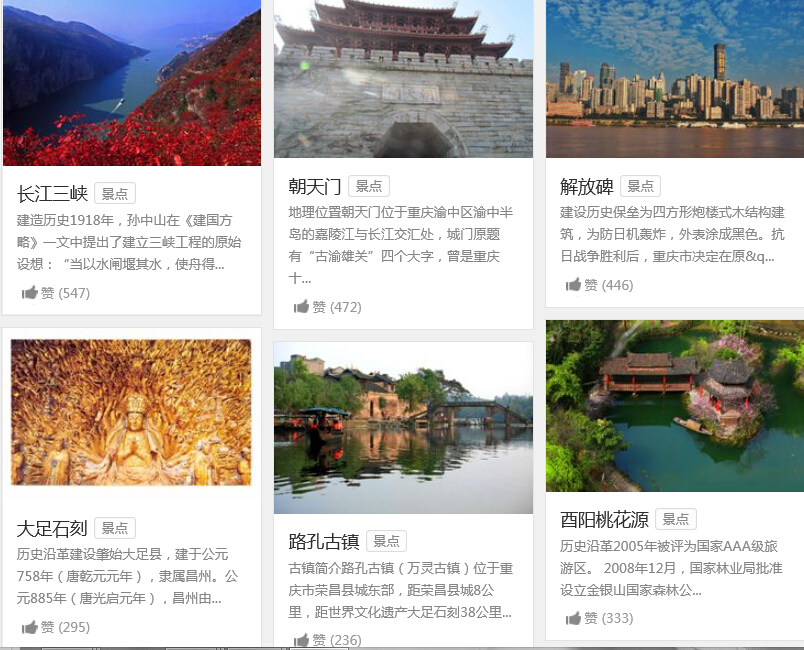 长江三峡 景点
建造历史1918年，孙中山在《建国方
略》一文中提出了建立三峡工程的原始
设想：“当以水闸堰其水，使舟得...
赞 (547)
朝天门 景点
地理位置朝天门位于重庆渝中区渝中半
岛的嘉陵江与长江交汇处，城门原题
有“古渝雄关”四个大字，曾是重庆
十...
赞 (472)
解放碑 景点
建设历史保垒为四方形炮楼式木结构建
筑，为防日机轰炸，外表涂成黑色。抗
日战争胜利后，重庆市决定在原&q...
赞 (446)
大足石刻 景点
历史沿革建设肇始大足县，建于公元
758年（唐乾元元年），隶属昌州。公
元885年（唐光启元年），昌州由...
赞 (295)
路孔古镇 景点
古镇简介路孔古镇（万灵古镇）位于重
庆市荣昌县城东部，距荣昌县城8公
里，距世界文化遗产大足石刻38公里...
赞 (236)
酉阳桃花源 景点
历史沿革2005年被评为国家AAA级旅
游区。 2008年12月，国家林业局批准
设立金银山国家森林公...
赞 (333)